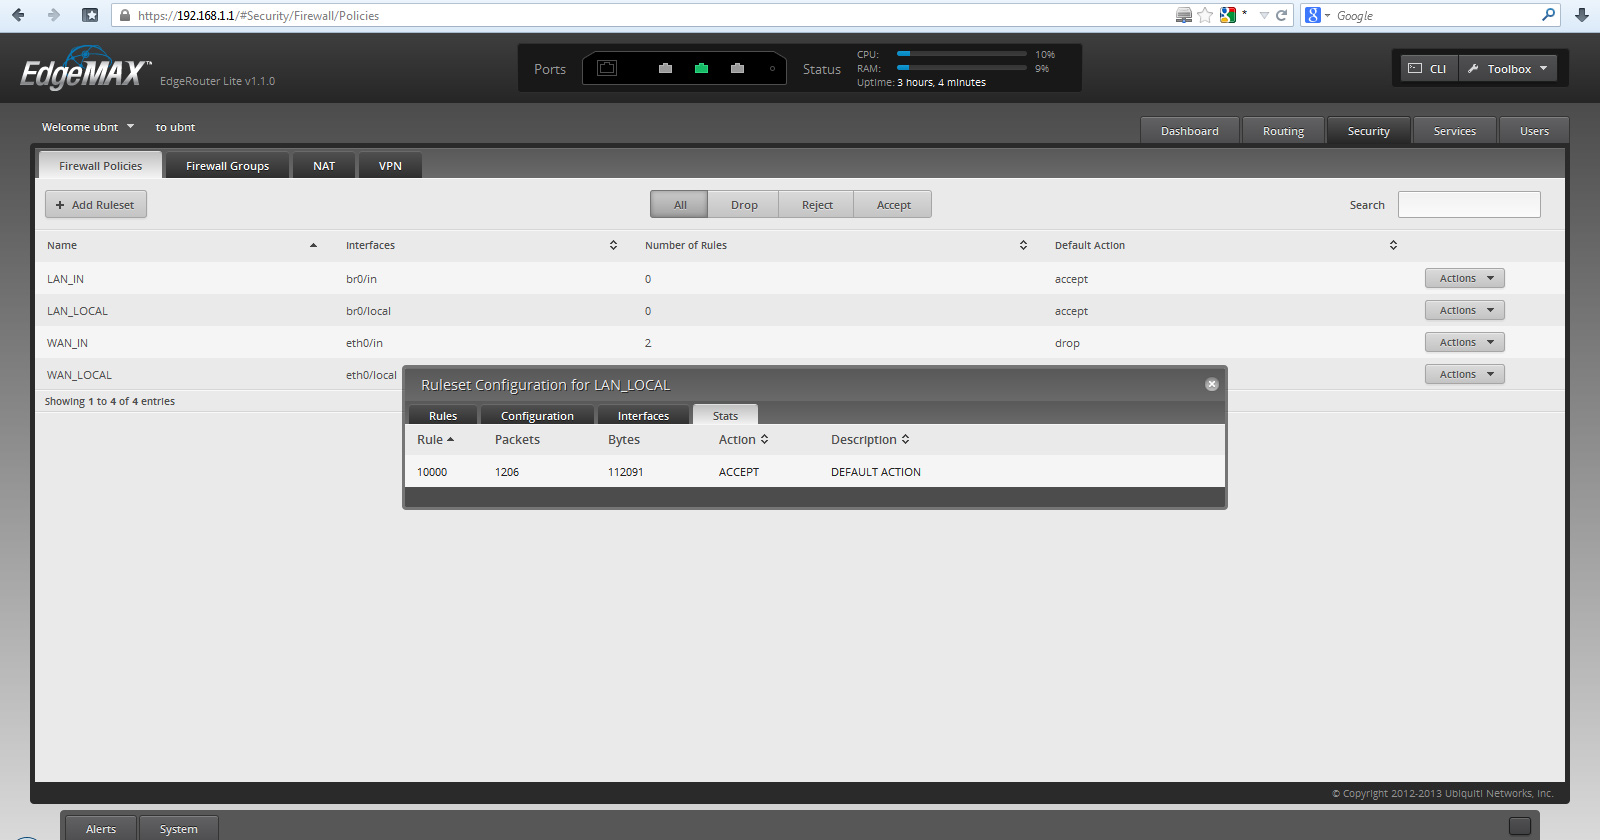 https://192.168.1.1/#Security/Firewall/Policies
Google
EdgeMAX™
EdgeRouter Lite v1.1.0
Ports
Status
CPU: 10%
RAM: 9%
Uptime: 3 hours, 4 minutes
CLI
Toolbox
Welcome ubnt to ubnt
Dashboard Routing Security Services Users
Firewall Policies Firewall Groups NAT VPN
+ Add Ruleset
All Drop Reject Accept
Search
Name Interfaces Number of Rules Default Action
LAN_IN br0/in 0 accept Actions
LAN_LOCAL br0/local 0 accept Actions
WAN_IN eth0/in 2 drop Actions
WAN_LOCAL eth0/local Actions
Showing 1 to 4 of 4 entries
Ruleset Configuration for LAN_LOCAL
Rules Configuration Interfaces Stats
Rule Packets Bytes Action Description
10000 1206 112091 ACCEPT DEFAULT ACTION
© Copyright 2012-2013 Ubiquiti Networks, Inc.
Alerts System